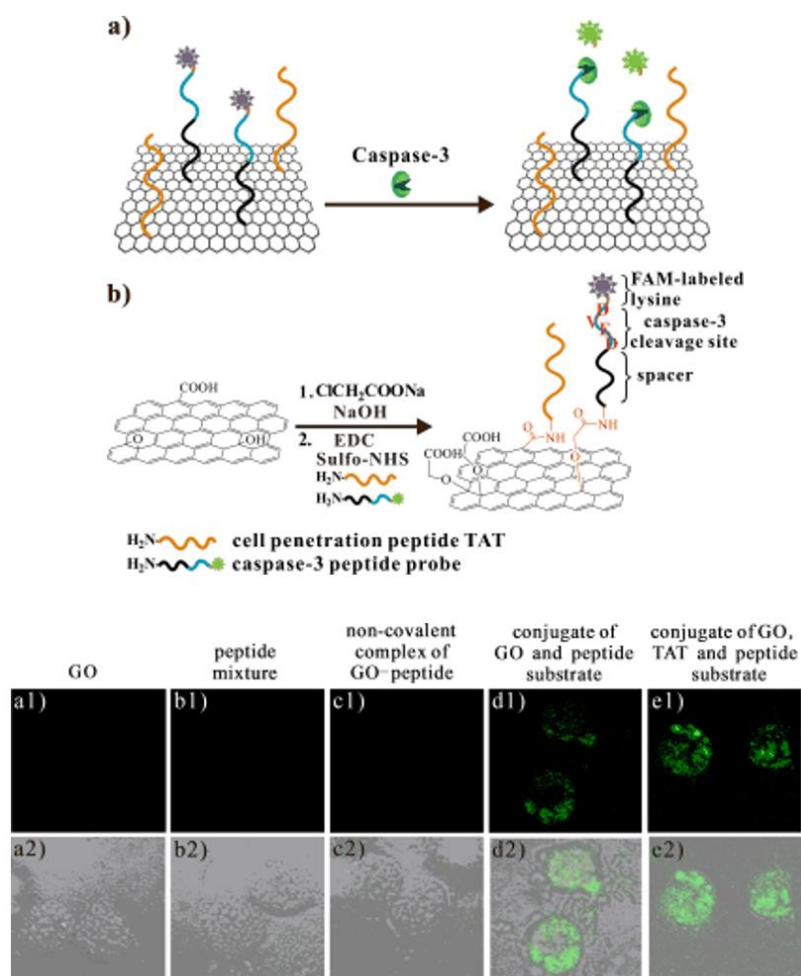 a)
Caspase-3
b)
FAM-labeled
lysine
caspase-3
cleavage site
spacer
COOH
O
OH
1. ClCH₂COONa
NaOH
2. EDC
Sulfo-NHS
H₂N
H₂N
COOH
COOH
O
O
O
NH
O
NH
O
V
D
H₂N cell penetration peptide TAT
H₂N caspase-3 peptide probe
GO
peptide
mixture
non-covalent
complex of
GO-peptide
conjugate of
GO and peptide
substrate
conjugate of GO,
TAT and peptide
substrate
a1) b1) c1) d1) e1)
a2) b2) c2) d2) e2)